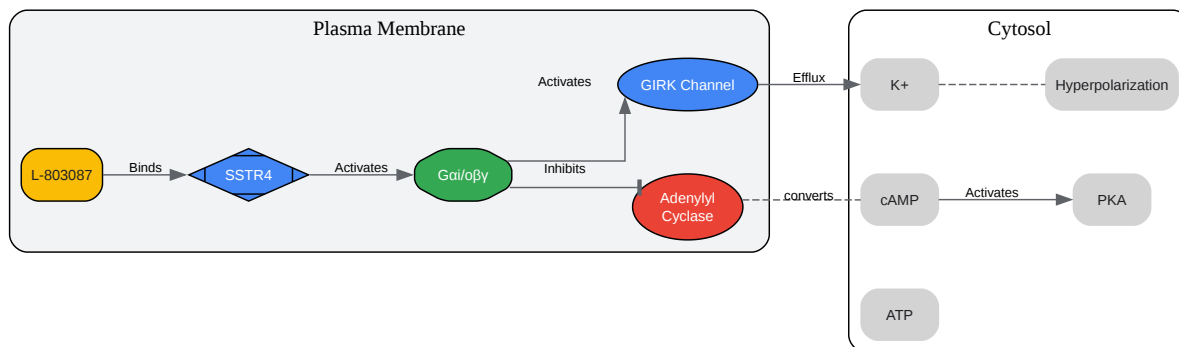 Plasma Membrane
Cytosol
Activates
GIRK Channel
Efflux
K+
Hyperpolarization
L-803087
Binds
SSTR4
Activates
Gαi/oβγ
Inhibits
Adenylyl
Cyclase
converts
cAMP
Activates
PKA
ATP